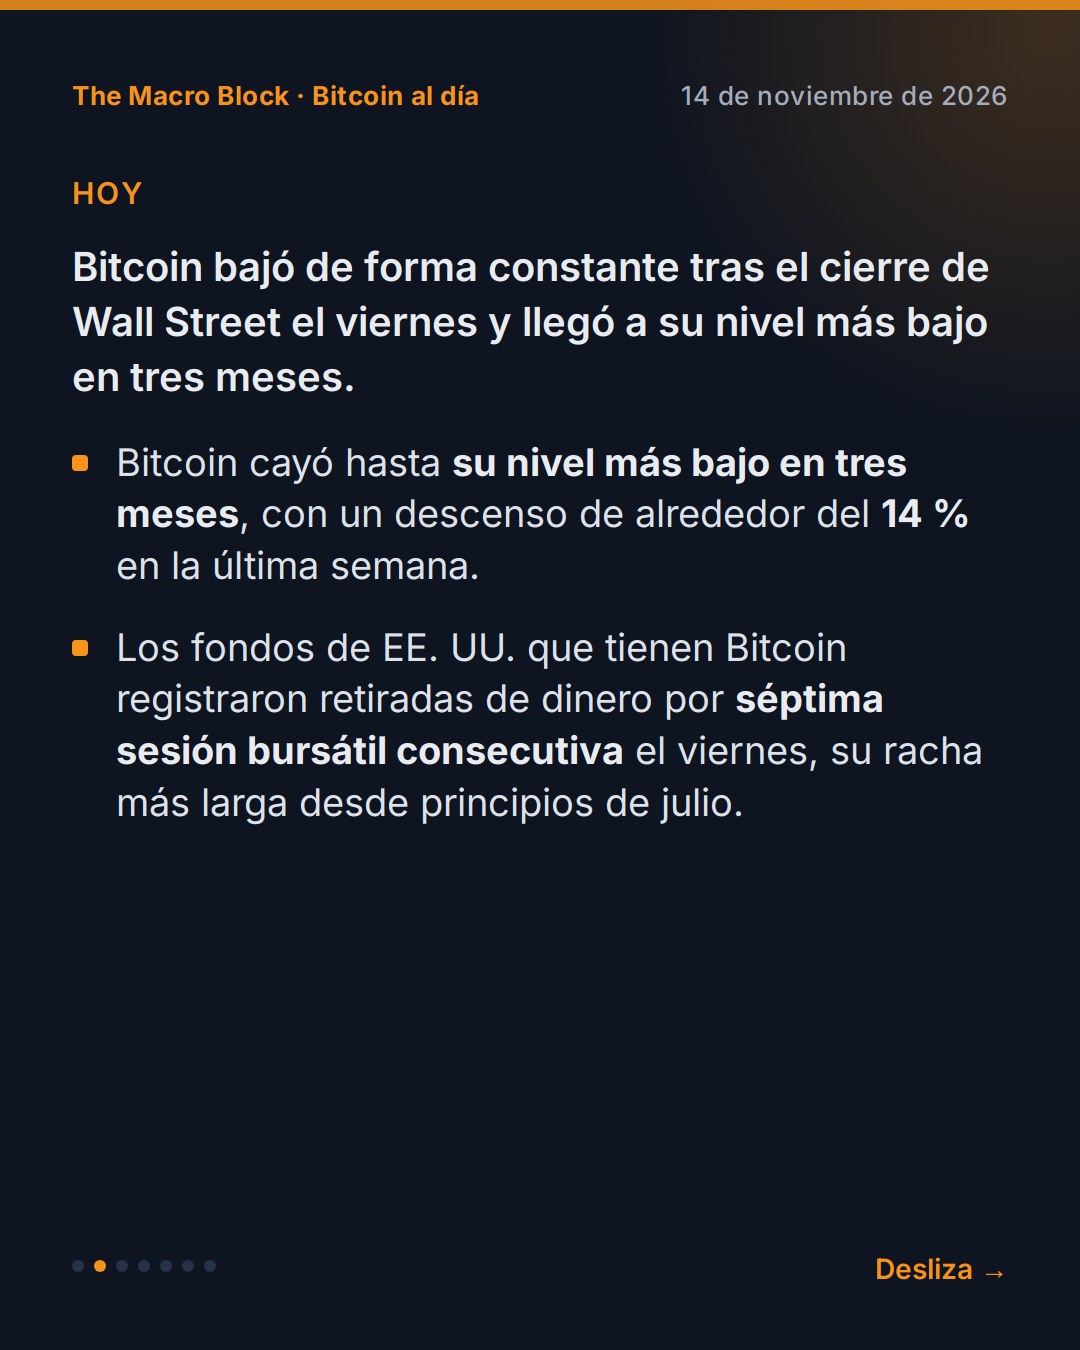 The Macro Block · Bitcoin al día
14 de noviembre de 2026
HOY
Bitcoin bajó de forma constante tras el cierre de
Wall Street el viernes y llegó a su nivel más bajo
en tres meses.
Bitcoin cayó hasta su nivel más bajo en tres
meses, con un descenso de alrededor del 14 %
en la última semana.
Los fondos de EE. UU. que tienen Bitcoin
registraron retiradas de dinero por séptima
sesión bursátil consecutiva el viernes, su racha
más larga desde principios de julio.
Desliza →